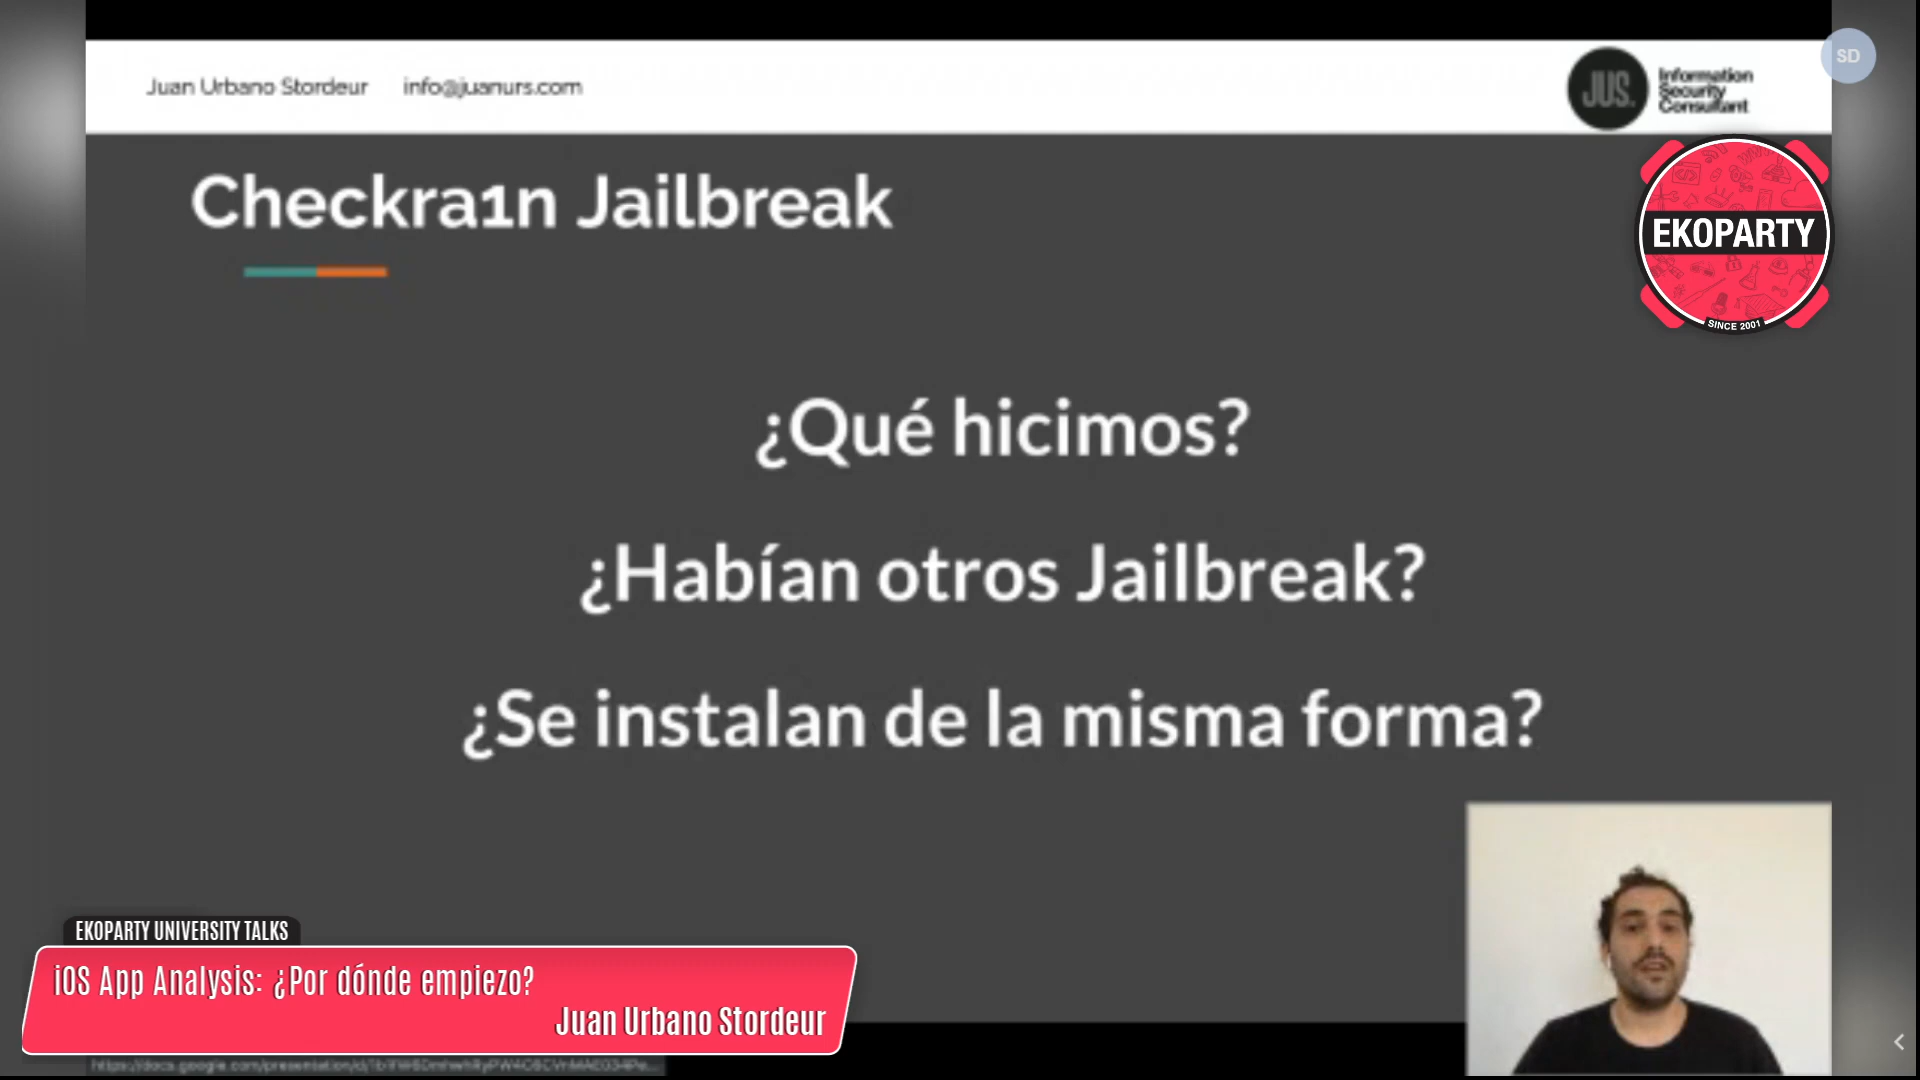 Juan Urbano Stordeur info@juanurs.com
JUS.
Information
Security
Consultant
SD
Checkra1n Jailbreak
EKOPARTY
SINCE 2001
¿Qué hicimos?
¿Habían otros Jailbreak?
¿Se instalan de la misma forma?
EKOPARTY UNIVERSITY TALKS
iOS App Analysis: ¿Por dónde empiezo?
Juan Urbano Stordeur